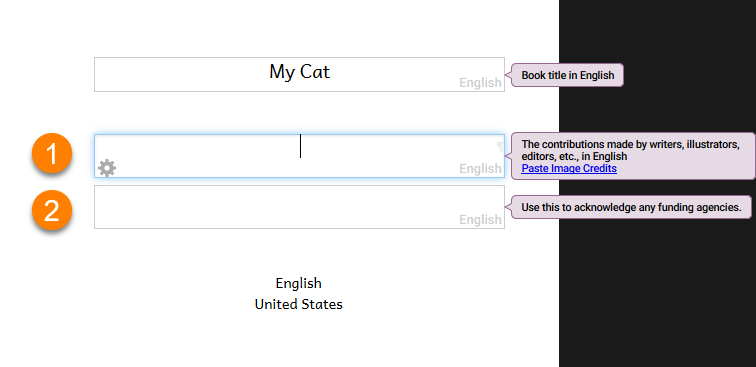 My Cat
English
Book title in English
1
¶
English
The contributions made by writers, illustrators,
editors, etc., in English
Paste Image Credits
2
English
Use this to acknowledge any funding agencies.
English
United States